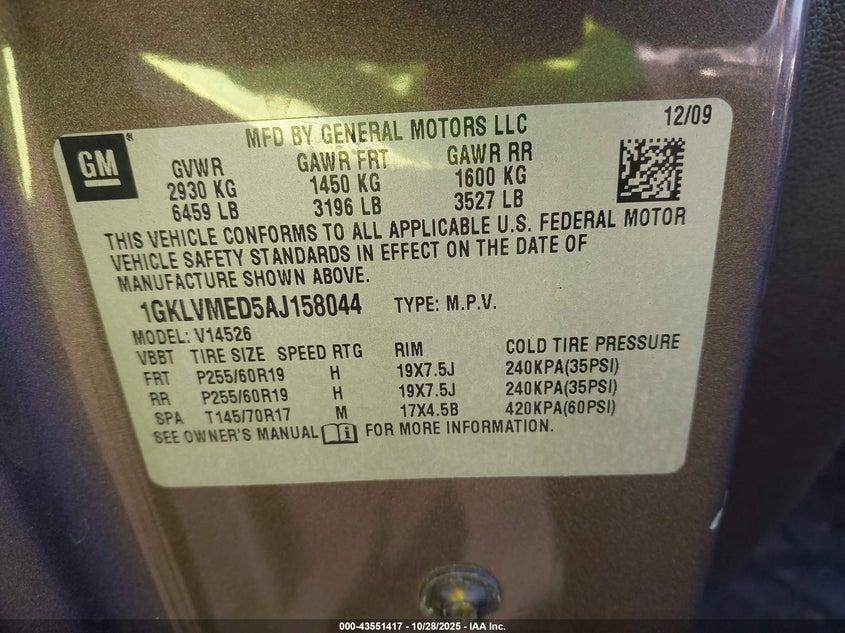 MFD BY GENERAL MOTORS LLC 12/09
GM®
GVWR GAWR FRT GAWR RR
2930 KG 1450 KG 1600 KG
6459 LB 3196 LB 3527 LB
THIS VEHICLE CONFORMS TO ALL APPLICABLE U.S. FEDERAL MOTOR
VEHICLE SAFETY STANDARDS IN EFFECT ON THE DATE OF
MANUFACTURE SHOWN ABOVE.
1GKLVMED5AJ158044 TYPE: M.P.V.
MODEL: V14526
VBBT TIRE SIZE SPEED RTG RIM COLD TIRE PRESSURE
FRT P255/60R19 H 19X7.5J 240KPA(35PSI)
RR P255/60R19 H 19X7.5J 240KPA(35PSI)
SPA T145/70R17 M 17X4.5B 420KPA(60PSI)
SEE OWNER'S MANUAL i FOR MORE INFORMATION.
000-43551417 - 10/28/2025 - IAA Inc.